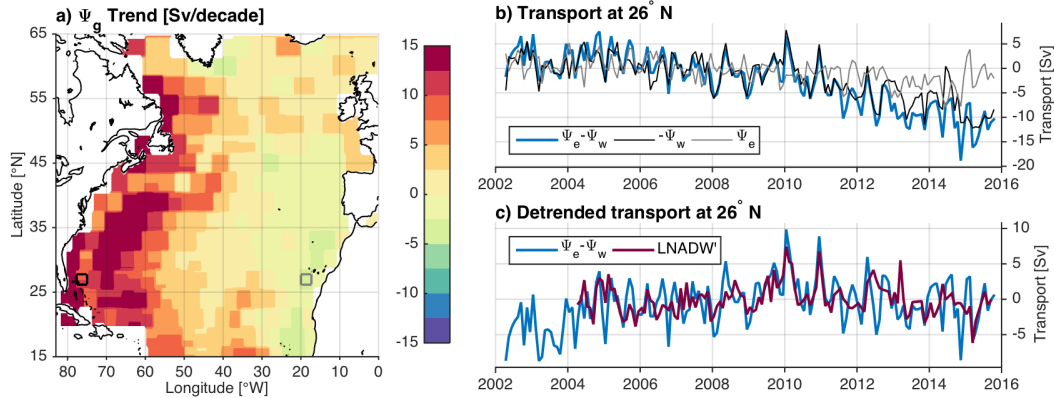 a) Ψg Trend [Sv/decade]
65
55
45
35
25
15
Latitude [°N]
80 70 60 50 40 30 20 10 0
Longitude [°W]
15
10
5
0
-5
-10
-15
b) Transport at 26° N
5
0
-5
-10
-15
-20
Transport [Sv]
Ψe-Ψw -Ψw Ψe
2002 2004 2006 2008 2010 2012 2014 2016
c) Detrended transport at 26° N
10
5
0
-5
Transport [Sv]
Ψe-Ψw LNADW'
2002 2004 2006 2008 2010 2012 2014 2016